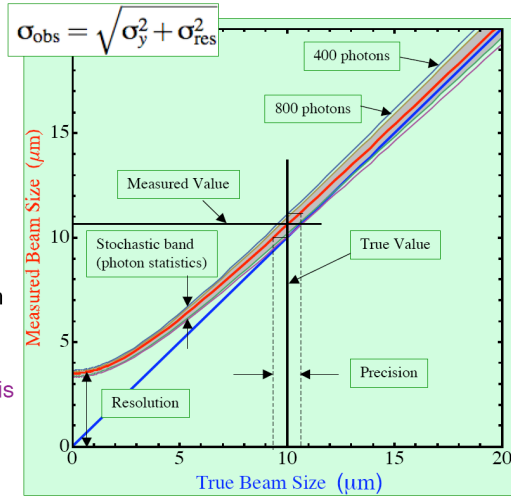 σobs = √σy² + σres²
400 photons
800 photons
Measured Value
Stochastic band
(photon statistics)
True Value
Precision
Resolution
Measured Beam Size (μm)
15
10
5
0
0
5
10
15
20
True Beam Size (μm)
is